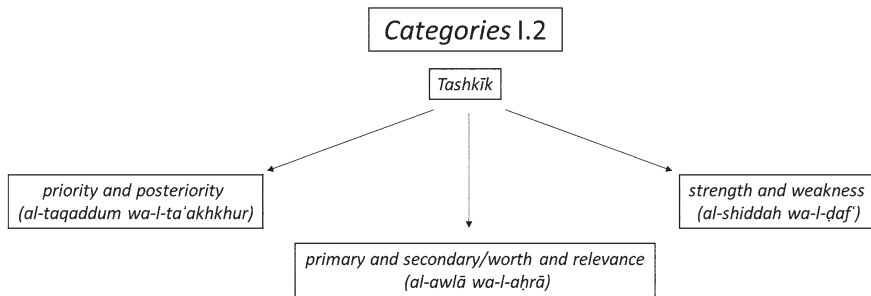 Categories I.2
Tashkīk
priority and posteriority
(al-taqaddum wa-l-taʾakhkhur)
strength and weakness
(al-shiddah wa-l-ḍafʿ)
primary and secondary/worth and relevance
(al-awlā wa-l-aḥrā)